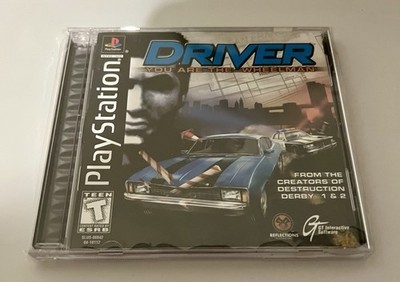 DRIVER
YOU ARE THE WHEELMAN
PlayStation
FROM THE
CREATORS OF
DESTRUCTION
DERBY 1 & 2
TEEN
T
ESRB
REFLECTIONS
GT
GT Interactive
Software